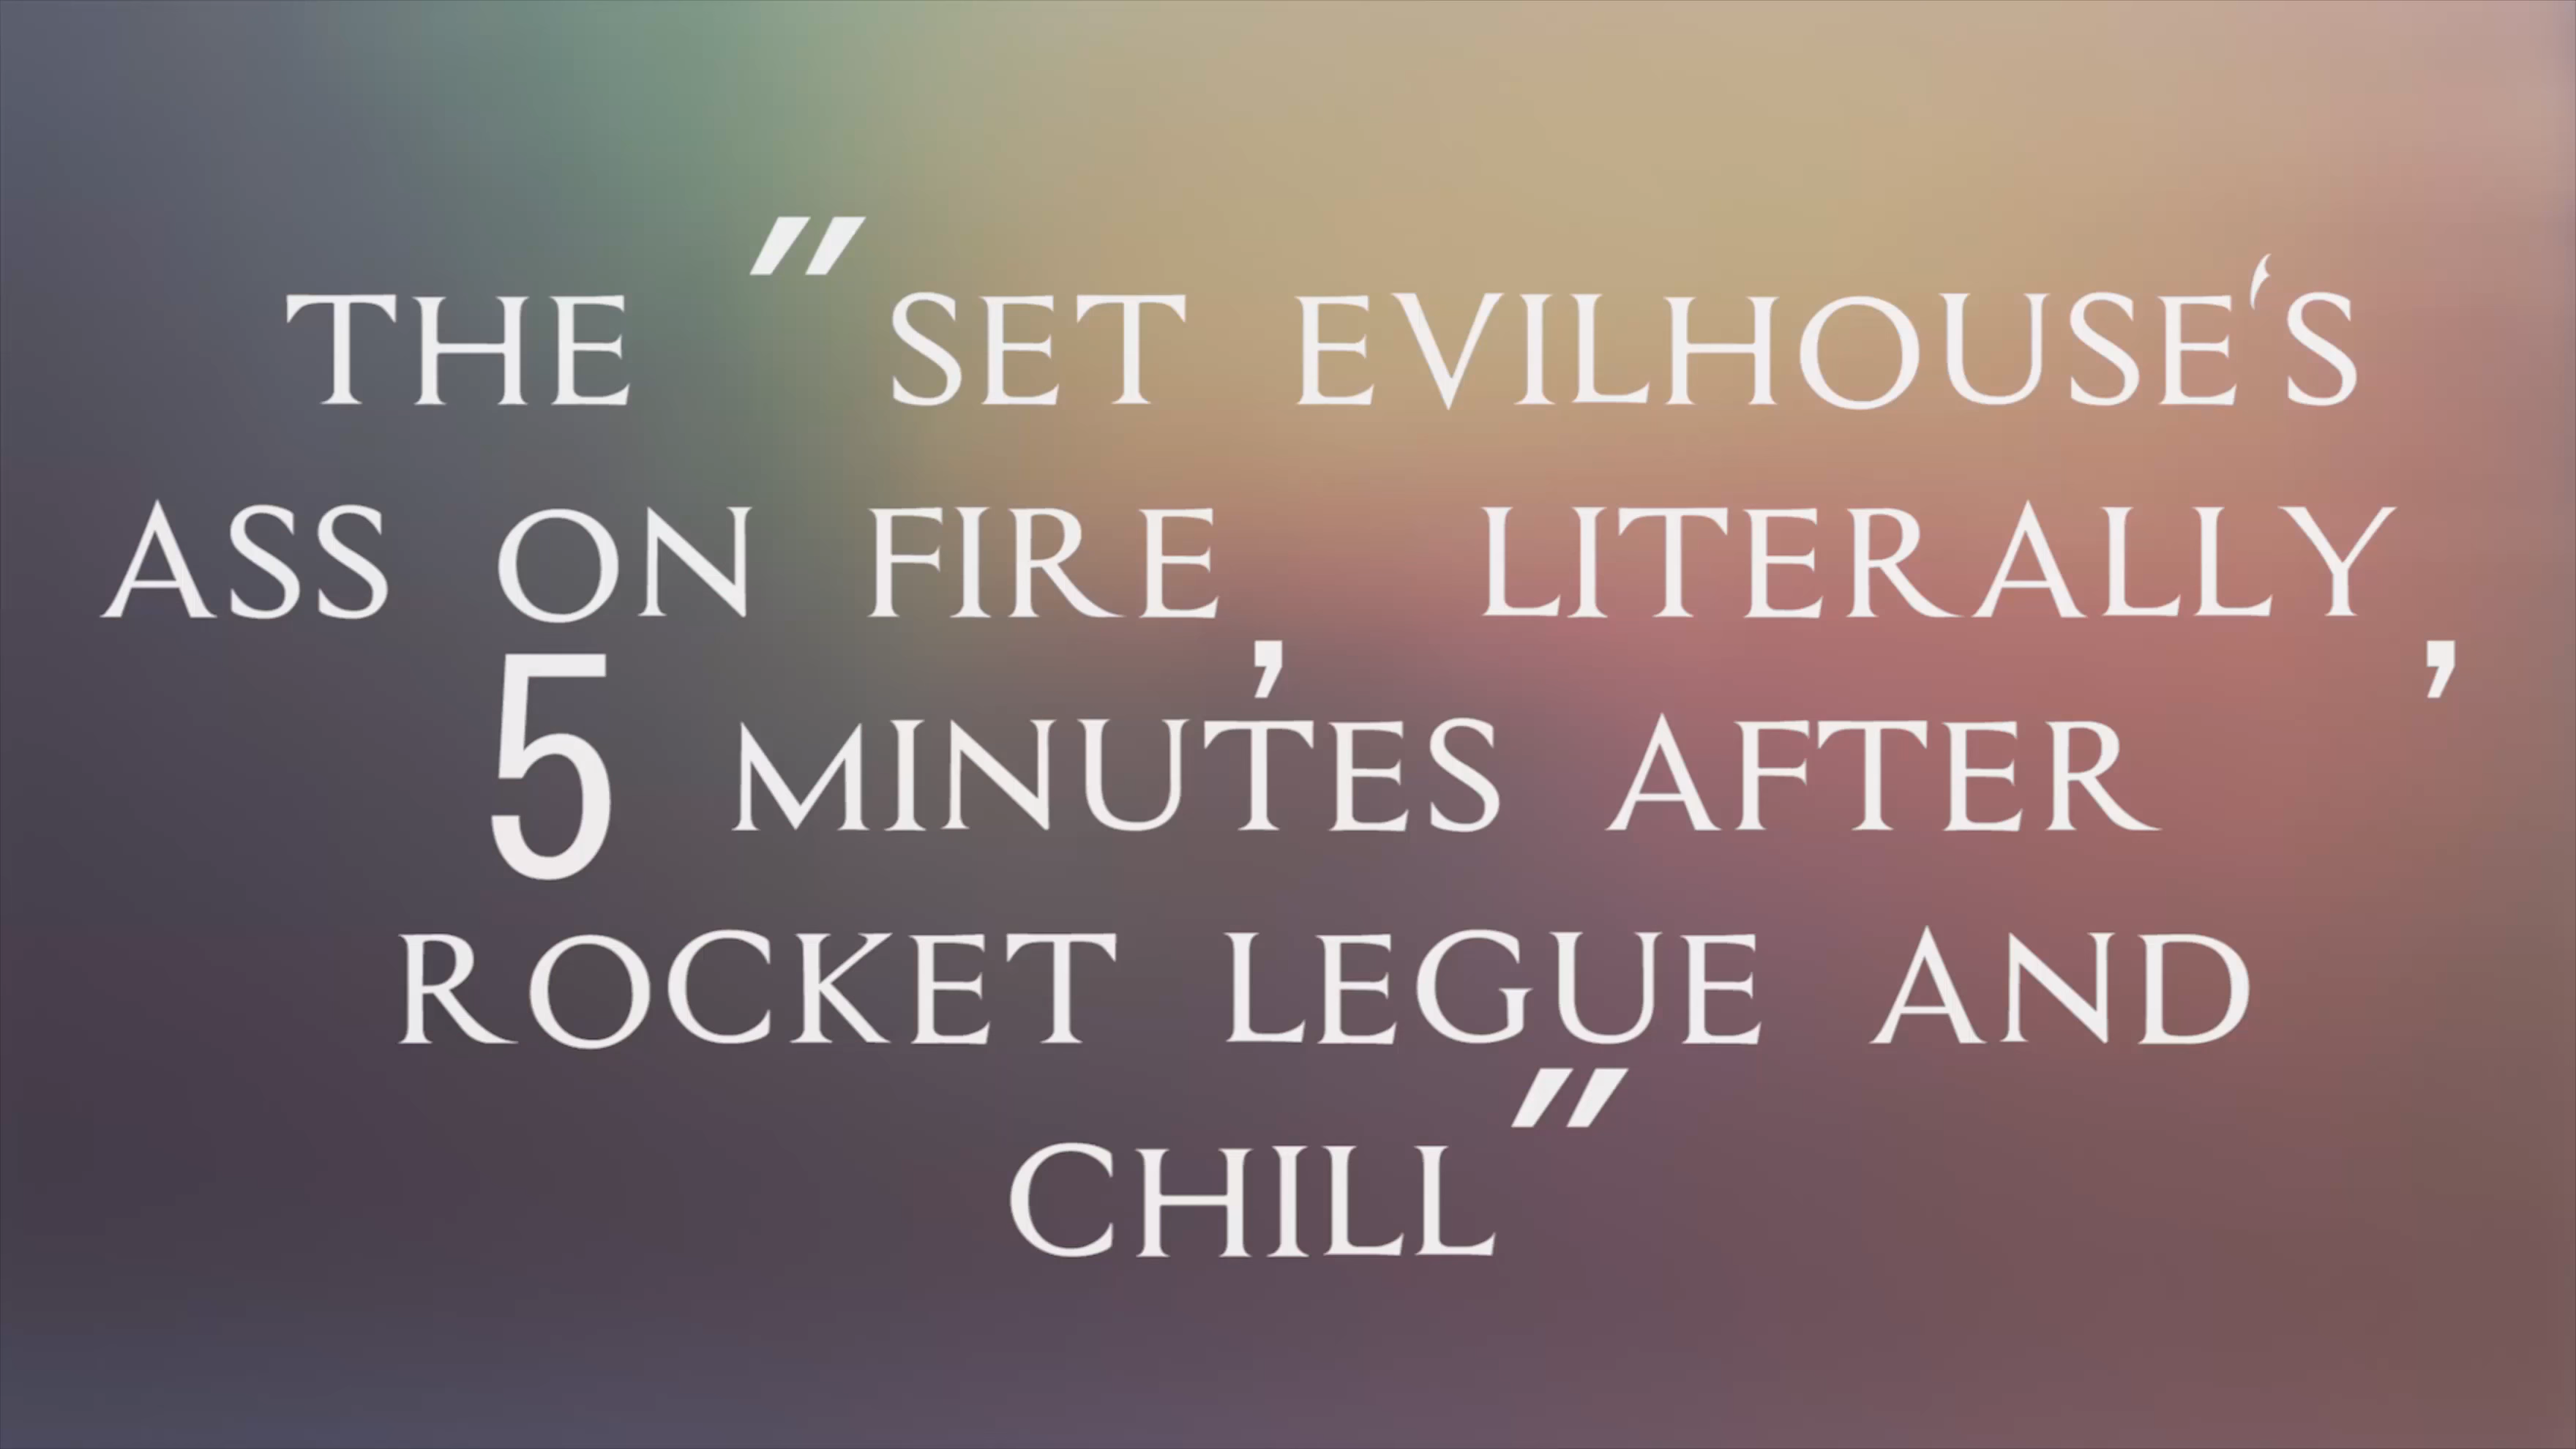 THE "SET EVILHOUSE'S
ASS ON FIRE, LITERALLY,
5 MINUTES AFTER
ROCKET LEGUE AND
CHILL"